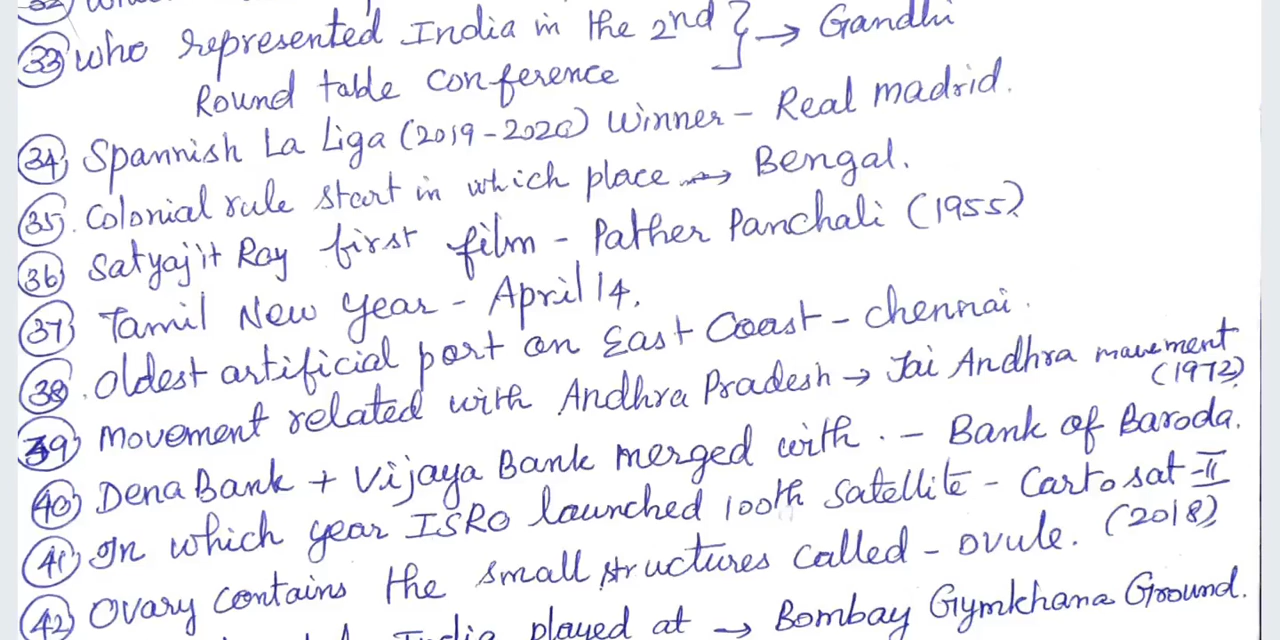 33) who represented India in the 2nd } → Gandhi
Round table conference
34) Spannish La Liga (2019-2020) Winner - Real madrid.
35). Colonial rule start in which place → Bengal.
36) Satyajit Ray first film - Pather Panchali (1955)
37) Tamil New Year - April 14.
38). Oldest artificial port on East Coast - chennai.
39) Movement related with Andhra Pradesh → Jai Andhra movement
(1972)
40) Dena Bank + Vijaya Bank merged with. - Bank of Baroda.
41) In which year ISRO launched 100th satellite - Cartosat-II
(2018)
42) Ovary contains the small structures called - ovule.
India played at → Bombay Gymkhana Ground.